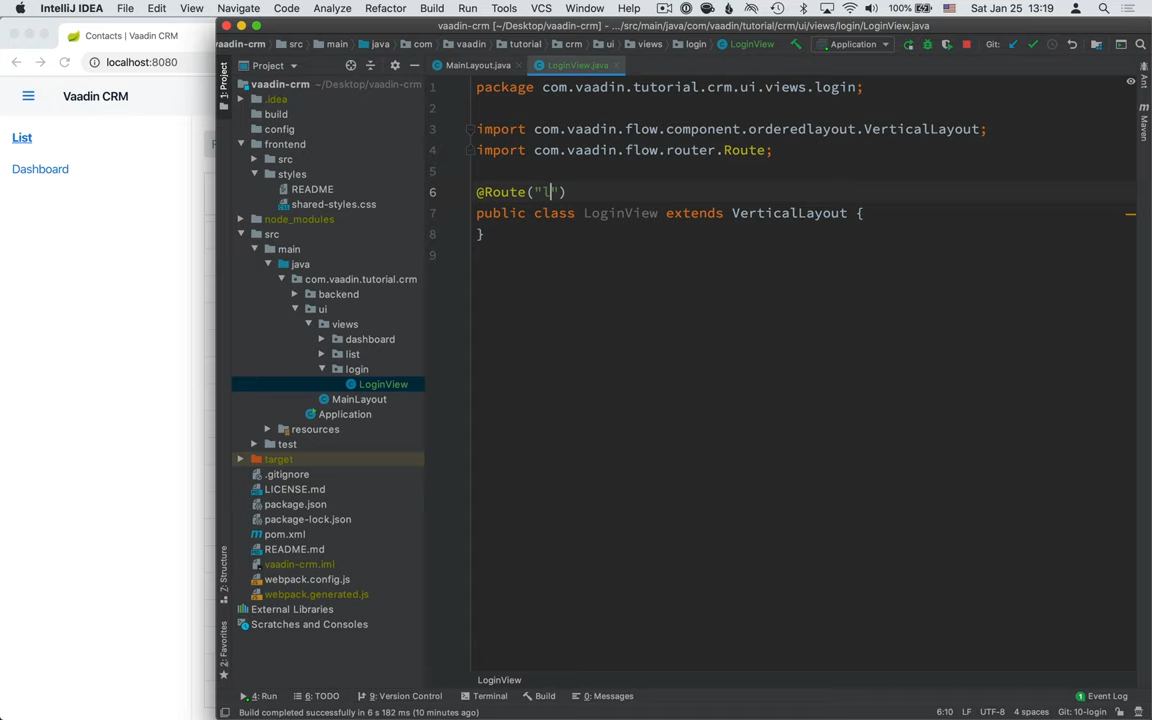 IntelliJ IDEA File Edit View Navigate Code Analyze Refactor Build Run Tools VCS Window Help 100% Sat Jan 25 13:19
Contacts | Vaadin CRM
localhost:8080
Vaadin CRM
List
Dashboard
vaadin-crm [~/Desktop/vaadin-crm] - .../src/main/java/com/vaadin/tutorial/crm/ui/views/login/LoginView.java
vaadin-crm src main java com vaadin tutorial crm ui views login LoginView Application Git:
Project
MainLayout.java
LoginView.java
1: Project
vaadin-crm ~/Desktop/vaadin-crm
.idea
build
config
frontend
src
styles
README
shared-styles.css
node_modules
src
main
java
com.vaadin.tutorial.crm
backend
ui
views
dashboard
list
login
LoginView
MainLayout
Application
resources
test
target
.gitignore
LICENSE.md
package.json
package-lock.json
pom.xml
README.md
vaadin-crm.iml
webpack.config.js
webpack.generated.js
External Libraries
Scratches and Consoles
7: Structure
2: Favorites
1 package com.vaadin.tutorial.crm.ui.views.login;
2
3 import com.vaadin.flow.component.orderedlayout.VerticalLayout;
4 import com.vaadin.flow.router.Route;
5
6 @Route("l")
7 public class LoginView extends VerticalLayout {
8 }
9
Ant
Maven
LoginView
4: Run 6: TODO 9: Version Control Terminal Build 0: Messages 1 Event Log
Build completed successfully in 6 s 182 ms (10 minutes ago) 6:10 LF UTF-8 4 spaces Git: 10-login